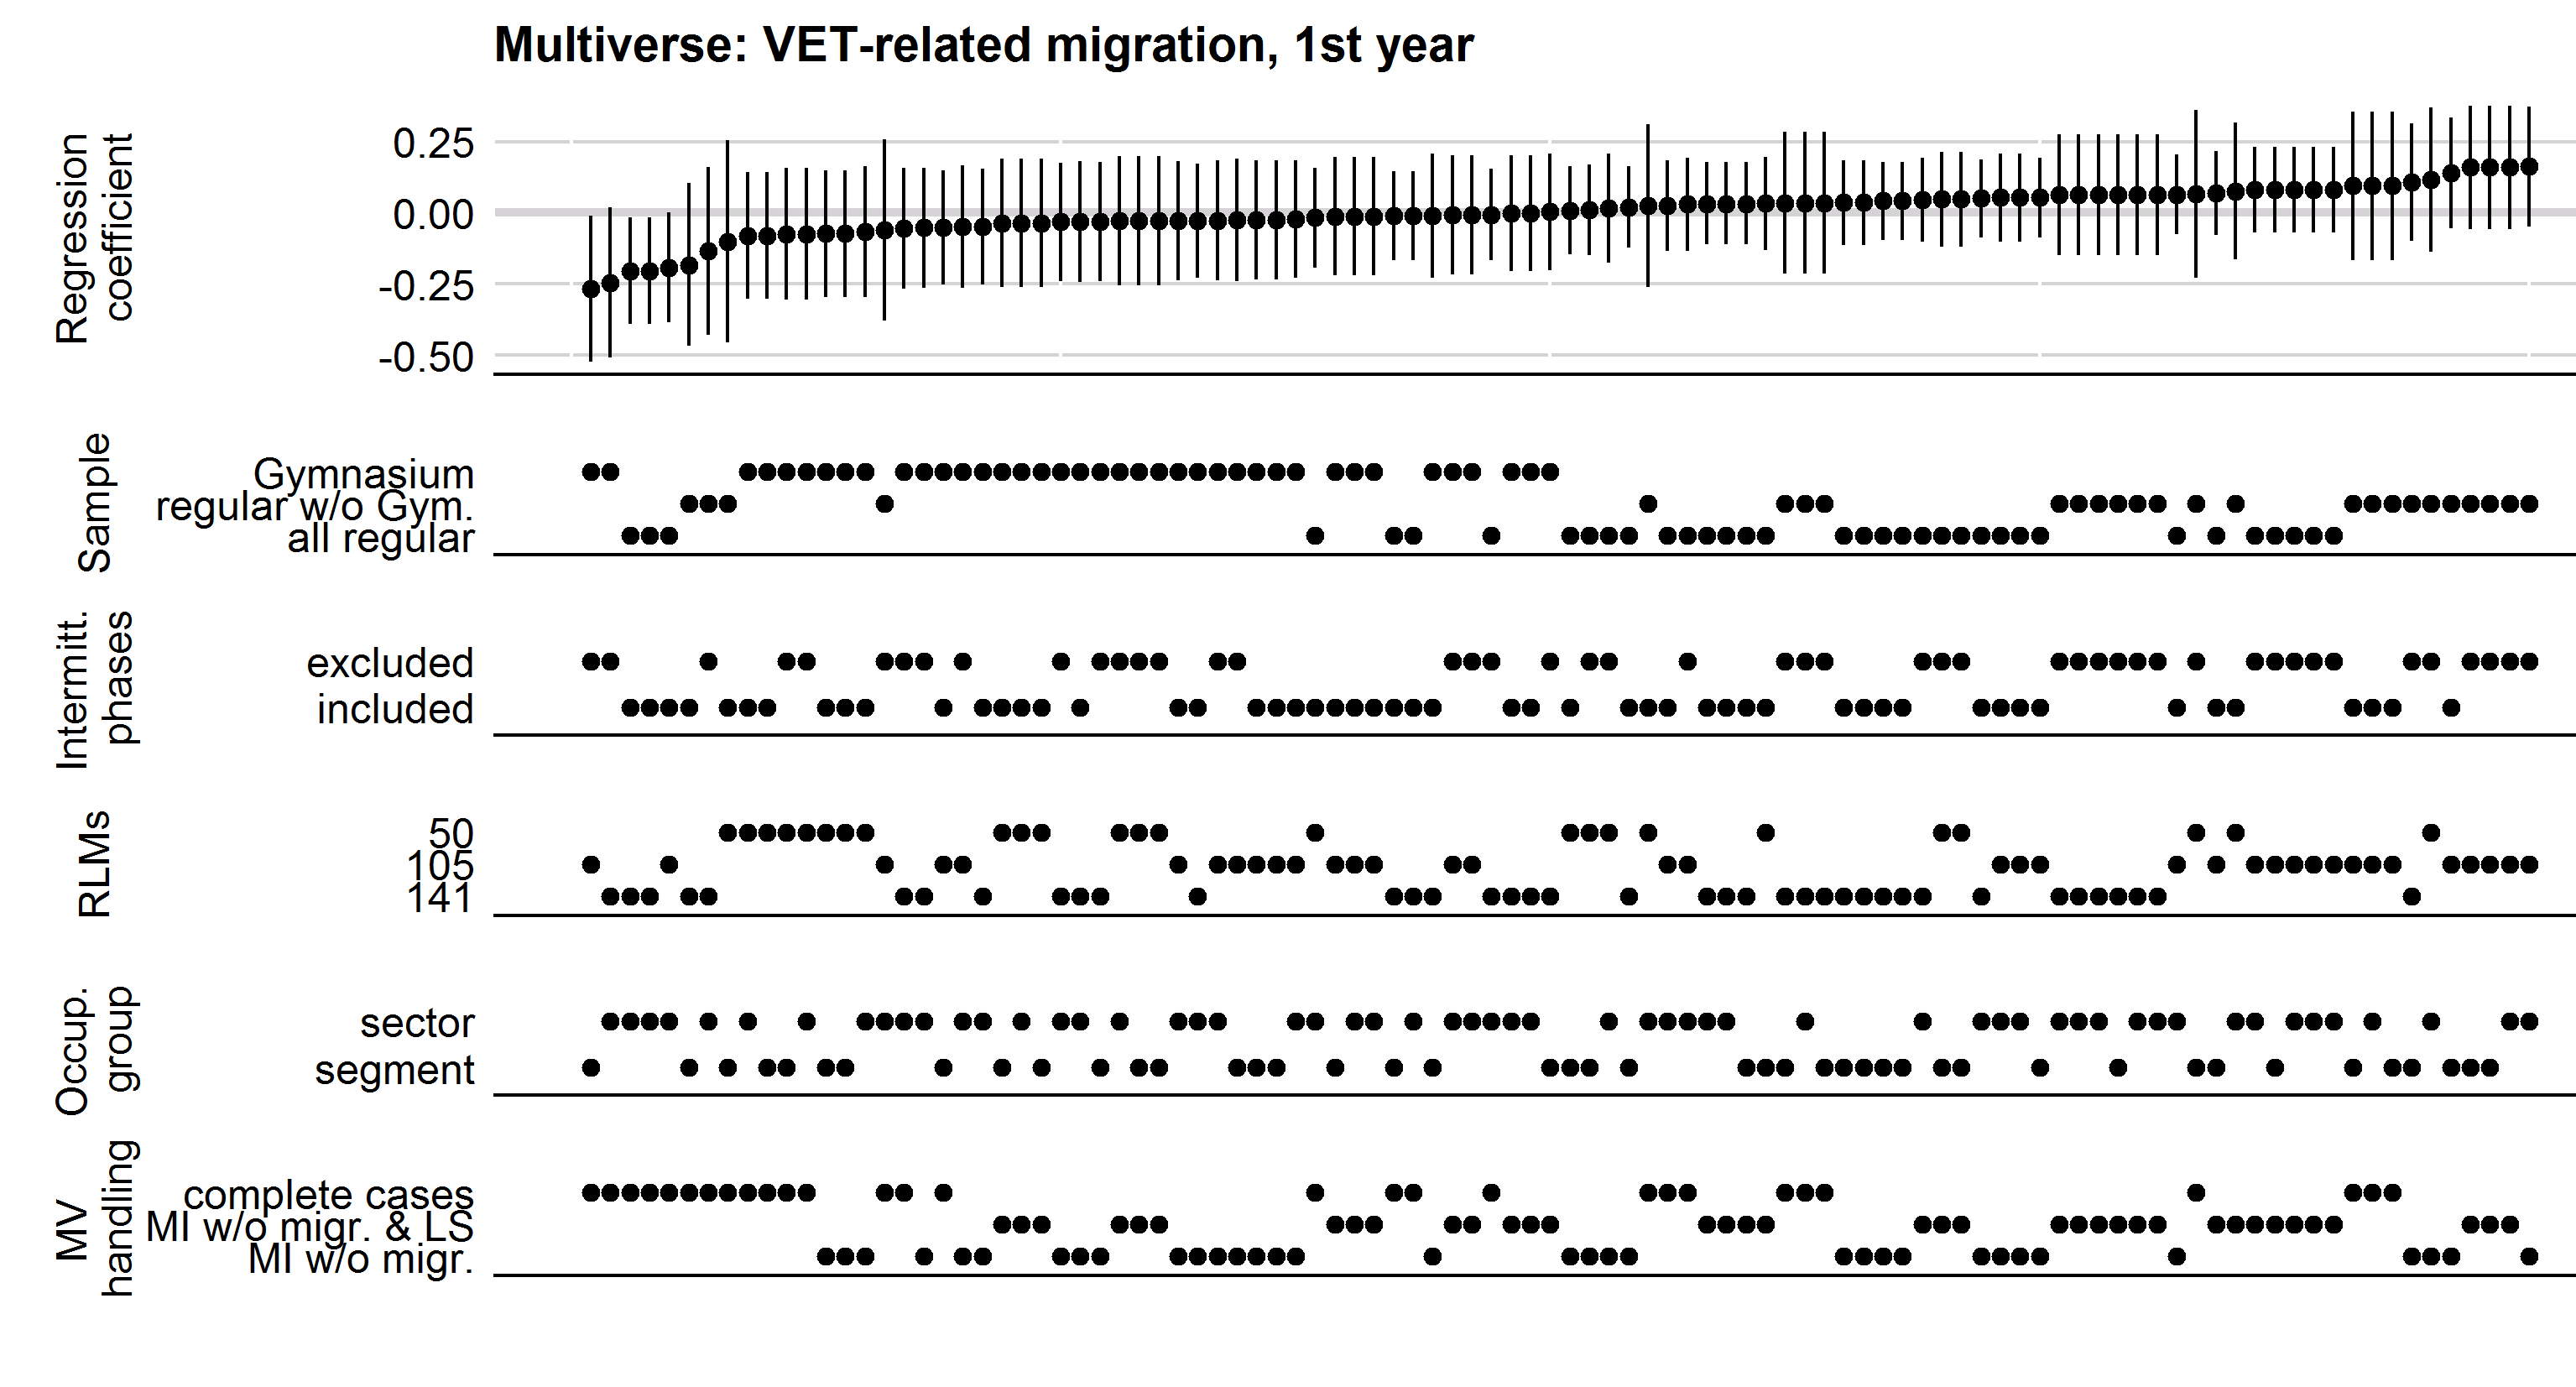 Multiverse: VET-related migration, 1st year
Regression
coefficient
0.25
0.00
-0.25
-0.50
Sample
Gymnasium
regular w/o Gym.
all regular
Intermitt.
phases
excluded
included
RLMs
50
105
141
Occup.
group
sector
segment
MV
handling
complete cases
MI w/o migr. & LS
MI w/o migr.